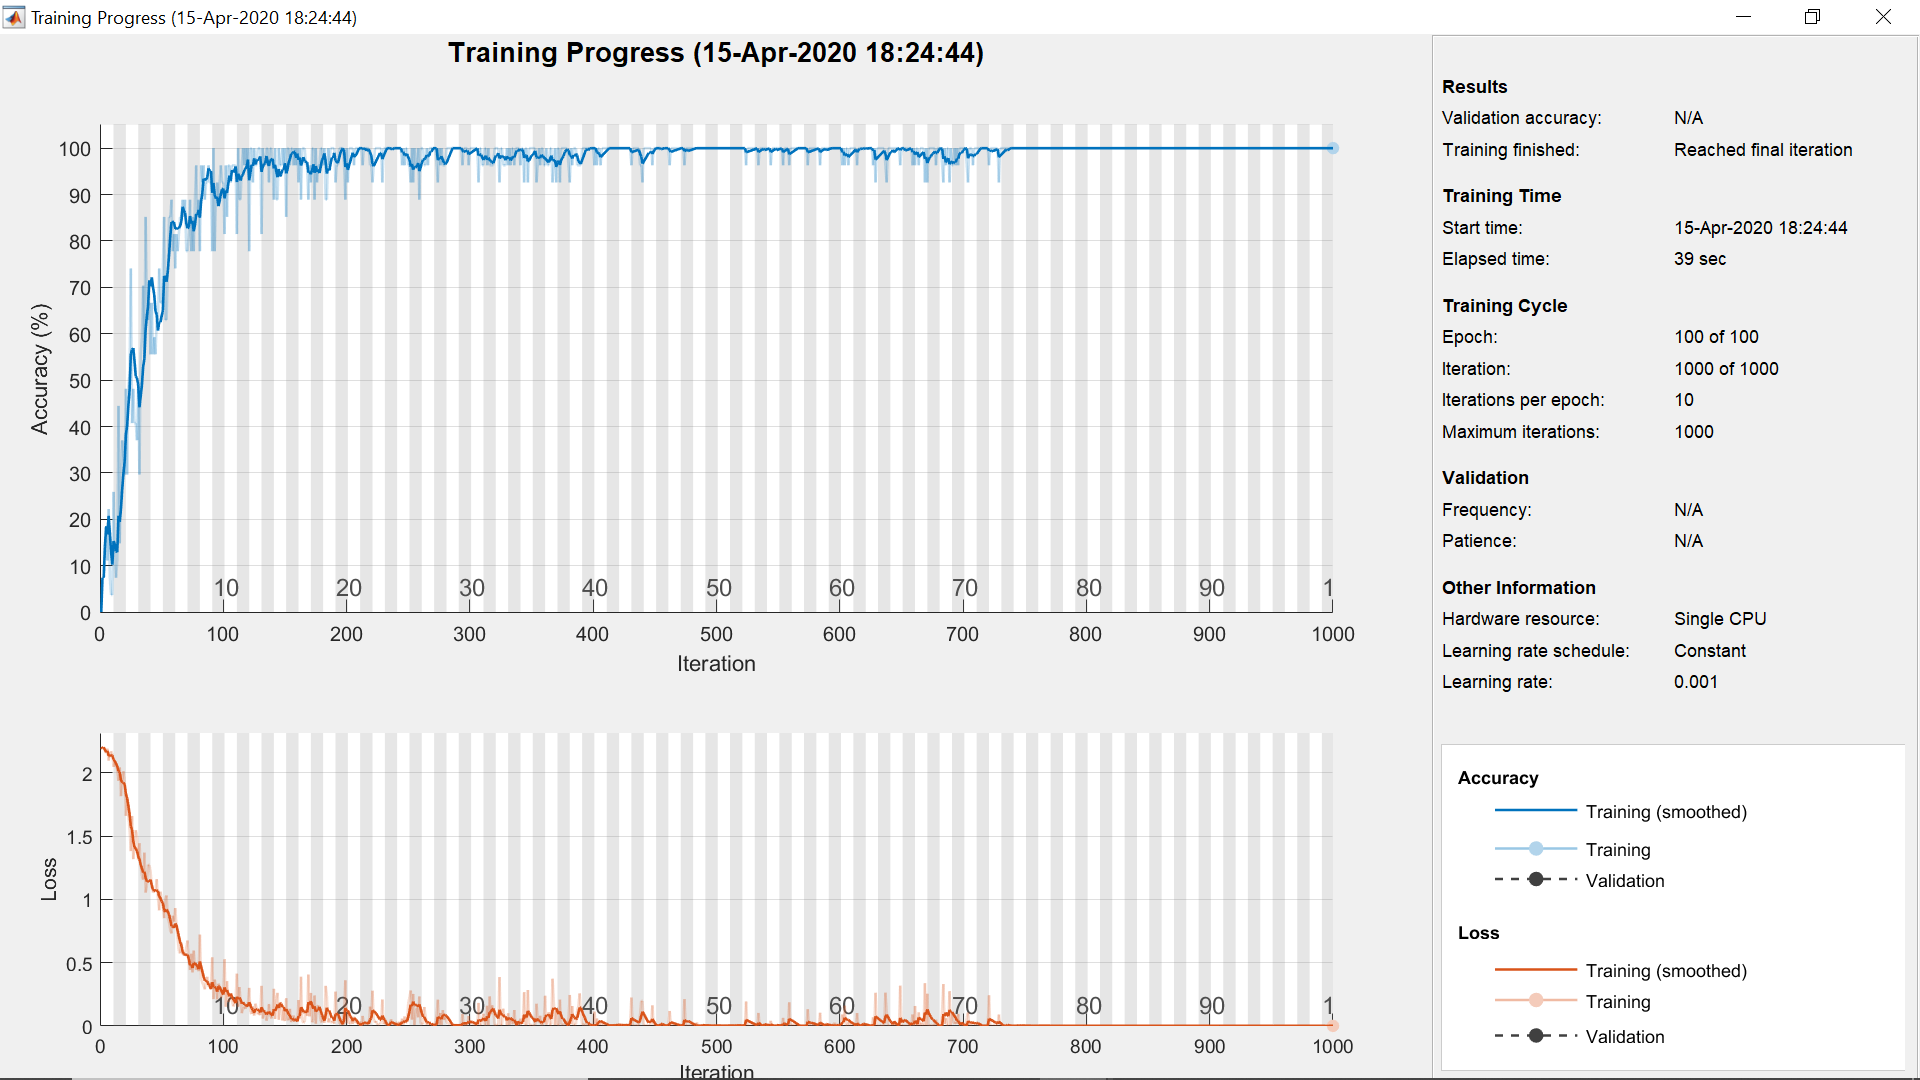 Training Progress (15-Apr-2020 18:24:44)
Training Progress (15-Apr-2020 18:24:44)
100
90
80
70
60
50
40
30
20
10
0
Accuracy (%)
10 20 30 40 50 60 70 80 90 1
0 100 200 300 400 500 600 700 800 900 1000
Iteration
2
1.5
1
0.5
0
Loss
10 20 30 40 50 60 70 80 90 1
0 100 200 300 400 500 600 700 800 900 1000
Iteration
Results
Validation accuracy: N/A
Training finished: Reached final iteration
Training Time
Start time: 15-Apr-2020 18:24:44
Elapsed time: 39 sec
Training Cycle
Epoch: 100 of 100
Iteration: 1000 of 1000
Iterations per epoch: 10
Maximum iterations: 1000
Validation
Frequency: N/A
Patience: N/A
Other Information
Hardware resource: Single CPU
Learning rate schedule: Constant
Learning rate: 0.001
Accuracy
Training (smoothed)
Training
Validation
Loss
Training (smoothed)
Training
Validation